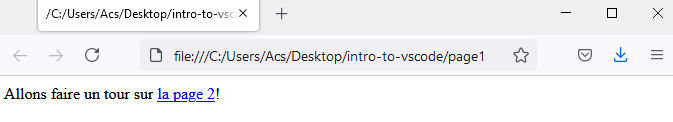 /C:/Users/Acs/Desktop/intro-to-vsc
file:///C:/Users/Acs/Desktop/intro-to-vscode/page1
Allons faire un tour sur la page 2!